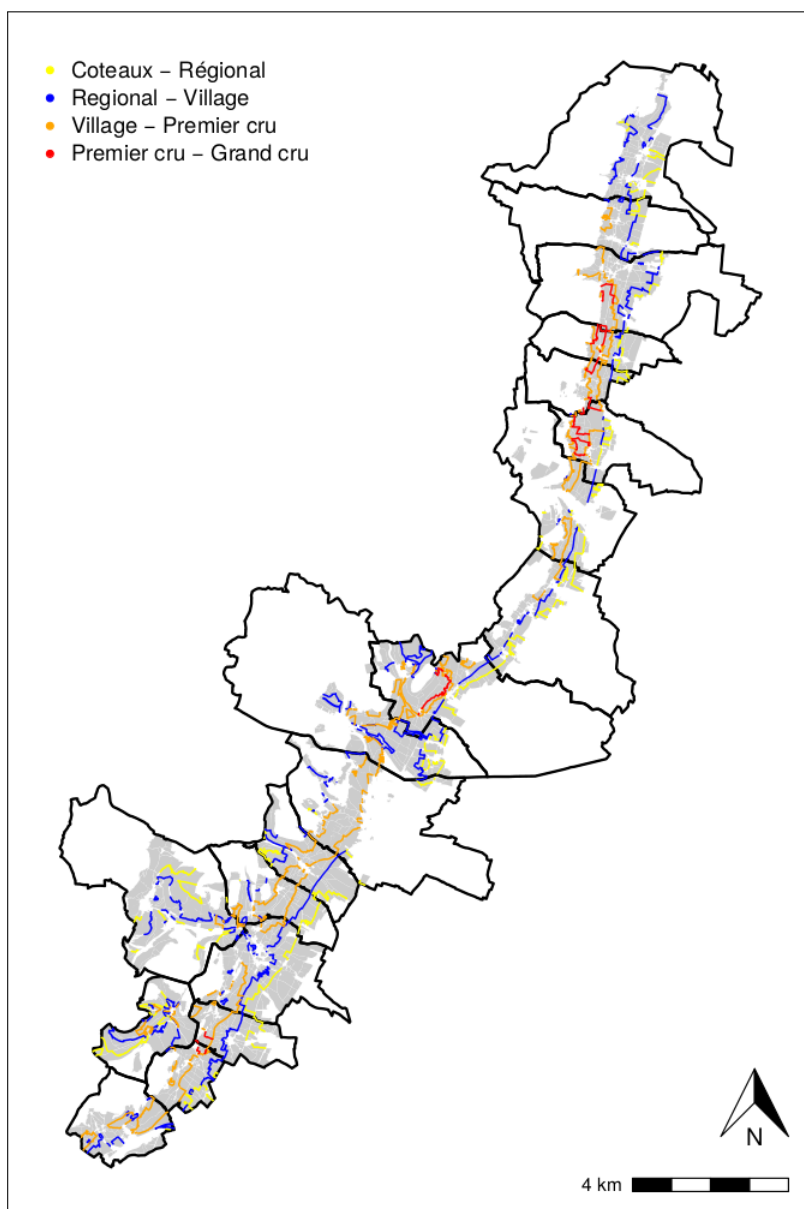 Coteaux − Régional
Regional − Village
Village − Premier cru
Premier cru − Grand cru
N
4 km